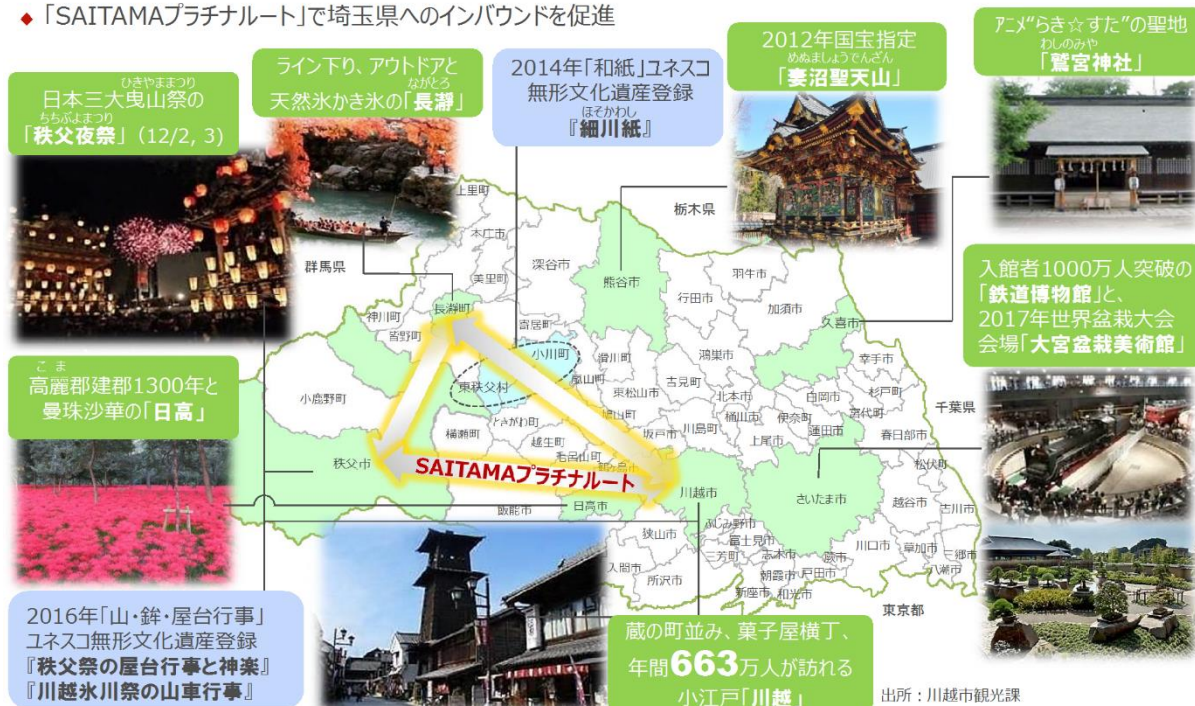 ◆ 「SAITAMAプラチナルート」で埼玉県へのインバウンドを促進
ひきやままつり
日本三大曳山祭の
ちちぶよまつり
「秩父夜祭」(12/2, 3)
ライン下り、アウトドアと
ながとろ
天然氷かき氷の「長瀞」
2014年「和紙」ユネスコ
無形文化遺産登録
ほそかわし
『細川紙』
2012年国宝指定
めぬましょうでんざん
「妻沼聖天山」
アニメ“らき☆すた”の聖地
わしのみや
「鷲宮神社」
入館者1000万人突破の
「鉄道博物館」と、
2017年世界盆栽大会
会場「大宮盆栽美術館」
こま
高麗郡建郡1300年と
曼珠沙華の「日高」
2016年「山・鉾・屋台行事」
ユネスコ無形文化遺産登録
『秩父祭の屋台行事と神楽』
『川越氷川祭の山車行事』
蔵の町並み、菓子屋横丁、
年間663万人が訪れる
小江戸「川越」
出所:川越市観光課
SAITAMAプラチナルート
群馬県
栃木県
千葉県
東京都
上里町
本庄市
美里町
神川町
長瀞町
皆野町
深谷市
寄居町
熊谷市
行田市
羽生市
加須市
久喜市
幸手市
杉戸町
宮代町
白岡市
蓮田市
伊奈町
春日部市
松伏町
小鹿野町
秩父市
東秩父村
小川町
横瀬町
ときがわ町
嵐山町
滑川町
東松山市
吉見町
鴻巣市
北本市
桶川市
上尾市
川島町
鳩山町
坂戸市
越生町
毛呂山町
鶴ヶ島市
日高市
飯能市
川越市
さいたま市
狭山市
入間市
所沢市
ふじみ野市
富士見市
三芳町
志木市
新座市
朝霞市
和光市
戸田市
蕨市
川口市
草加市
越谷市
吉川市
三郷市
八潮市